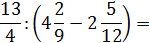 13/4 : (4 2/9 − 2 5/12) =